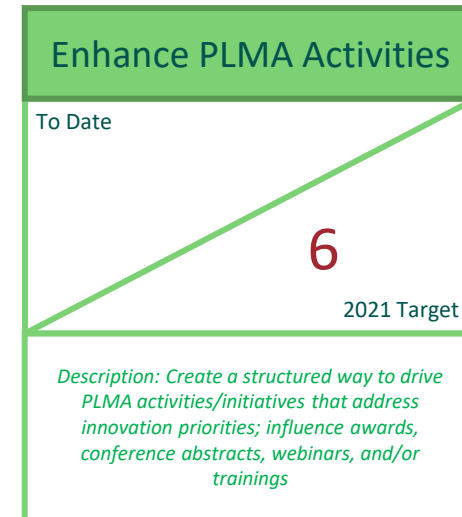 Enhance PLMA Activities
To Date
6
2021 Target
Description: Create a structured way to drive
PLMA activities/initiatives that address
innovation priorities; influence awards,
conference abstracts, webinars, and/or
trainings